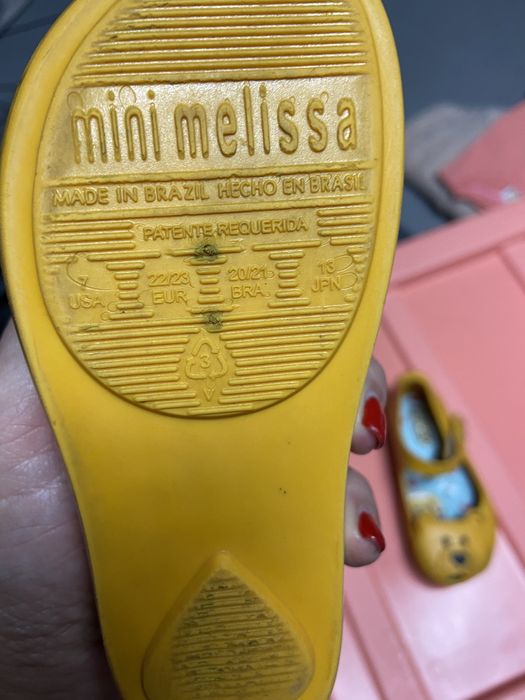 mini melissa
MADE IN BRAZIL HECHO EN BRASIL
PATENTE REQUERIDA
7 22/23 20/21 13
USA EUR BRA. JPN
3
V